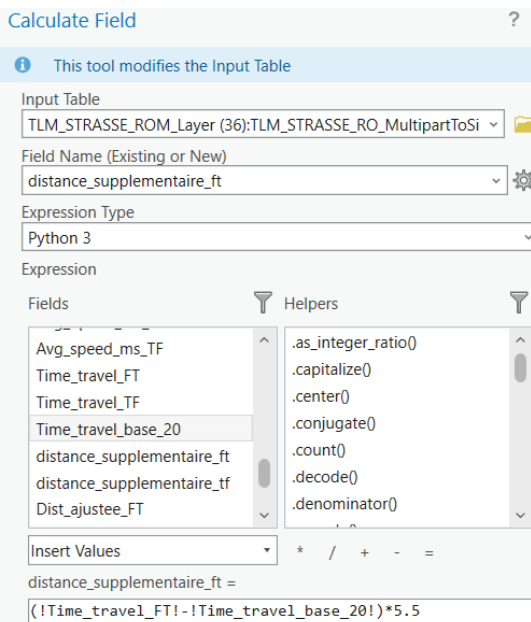 Calculate Field ?
This tool modifies the Input Table
Input Table
TLM_STRASSE_ROM_Layer (36):TLM_STRASSE_RO_MultipartToSi
Field Name (Existing or New)
distance_supplementaire_ft
Expression Type
Python 3
Expression
Fields
Helpers
Avg_speed_ms_TF
Time_travel_FT
Time_travel_TF
Time_travel_base_20
distance_supplementaire_ft
distance_supplementaire_tf
Dist_ajustee_FT
.as_integer_ratio()
.capitalize()
.center()
.conjugate()
.count()
.decode()
.denominator()
Insert Values
* / + - =
distance_supplementaire_ft =
(!Time_travel_FT!-!Time_travel_base_20!)*5.5